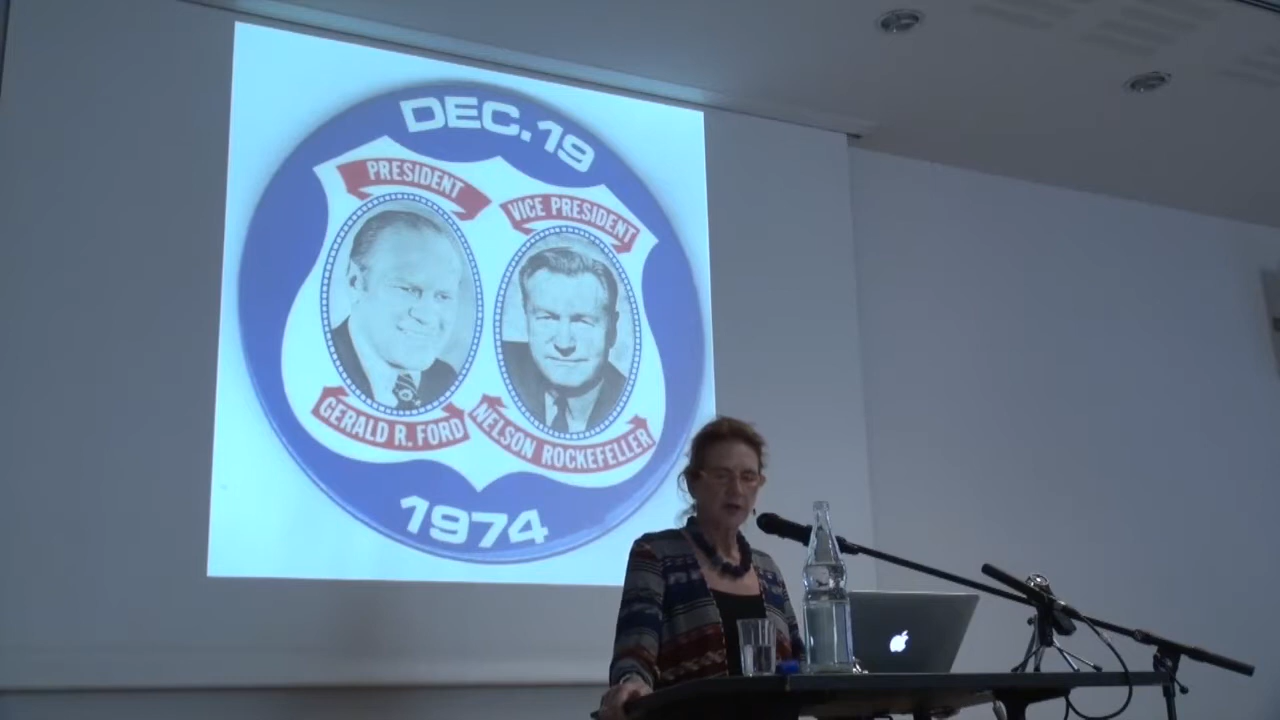 DEC. 19
PRESIDENT
VICE PRESIDENT
GERALD R. FORD
NELSON ROCKEFELLER
1974